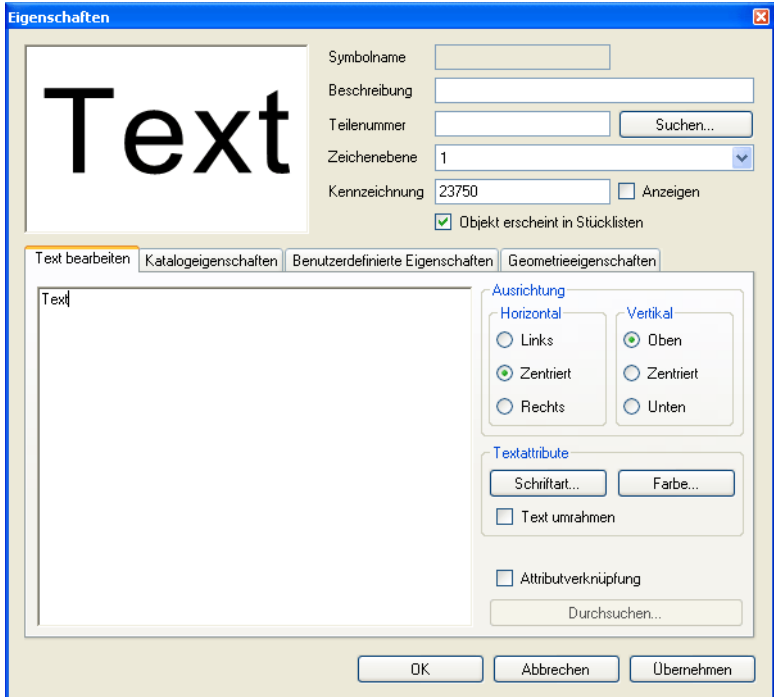 Eigenschaften
Text
Symbolname
Beschreibung
Teilenummer
Suchen...
Zeichenebene
1
Kennzeichnung
23750
Anzeigen
Objekt erscheint in Stücklisten
Text bearbeiten
Katalogeigenschaften
Benutzerdefinierte Eigenschaften
Geometrieeigenschaften
Text
Ausrichtung
Horizontal
Links
Zentriert
Rechts
Vertikal
Oben
Zentriert
Unten
Textattribute
Schriftart...
Farbe...
Text umrahmen
Attributverknüpfung
Durchsuchen...
OK
Abbrechen
Übernehmen